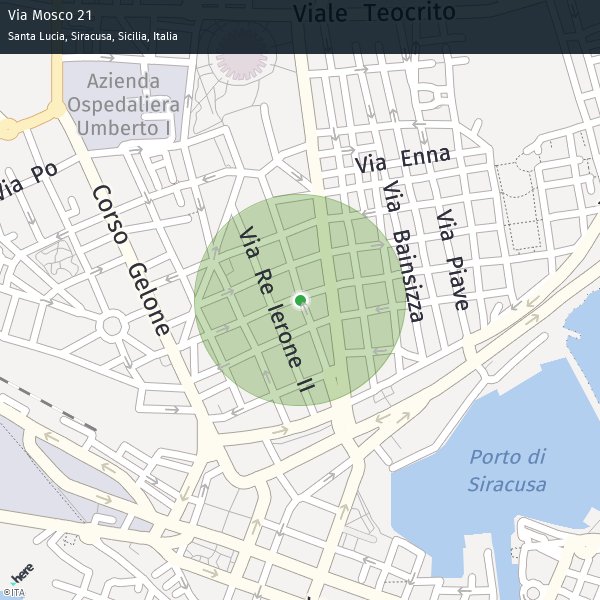 Via Mosco 21
Santa Lucia, Siracusa, Sicilia, Italia
Viale Teocrito
Azienda
Ospedaliera
Umberto I
Via Enna
Via Po
Corso Gelone
Via Re Ierone II
Via Bainsizza
Via Piave
Porto di
Siracusa
here
©ITA